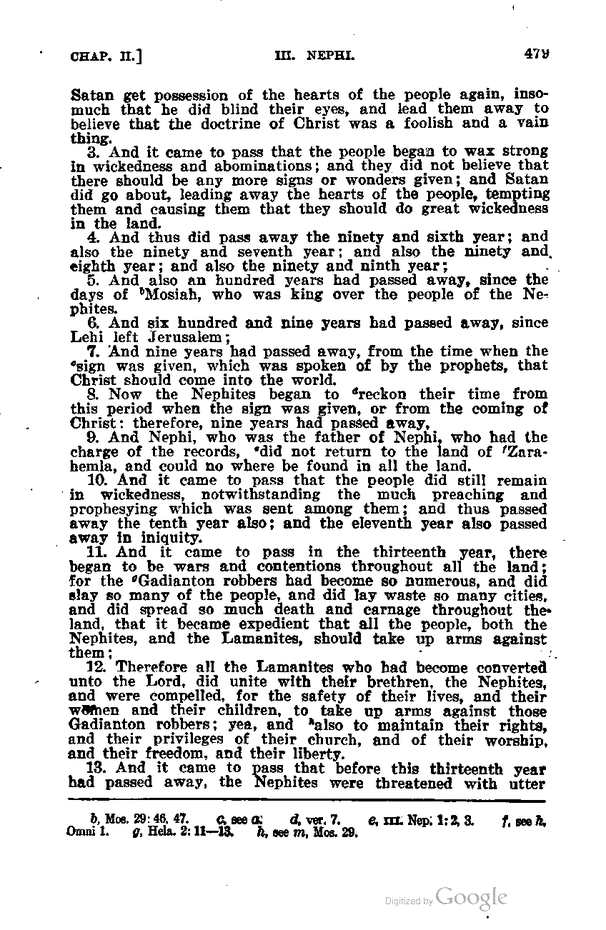 CHAP. II.] III. NEPHI. 479
Satan get possession of the hearts of the people again, inso-
much that he did blind their eyes, and lead them away to
believe that the doctrine of Christ was a foolish and a vain
thing.
3. And it came to pass that the people began to wax strong
in wickedness and abominations; and they did not believe that
there should be any more signs or wonders given; and Satan
did go about, leading away the hearts of the people, tempting
them and causing them that they should do great wickedness
in the land.
4. And thus did pass away the ninety and sixth year; and
also the ninety and seventh year; and also the ninety and
eighth year; and also the ninety and ninth year;
5. And also an hundred years had passed away, since the
days of bMosiah, who was king over the people of the Ne-
phites.
6. And six hundred and nine years had passed away, since
Lehi left Jerusalem;
7. And nine years had passed away, from the time when the
csign was given, which was spoken of by the prophets, that
Christ should come into the world.
8. Now the Nephites began to dreckon their time from
this period when the sign was given, or from the coming of
Christ: therefore, nine years had passed away,
9. And Nephi, who was the father of Nephi, who had the
charge of the records, edid not return to the land of fZara-
hemla, and could no where be found in all the land.
10. And it came to pass that the people did still remain
in wickedness, notwithstanding the much preaching and
prophesying which was sent among them; and thus passed
away the tenth year also; and the eleventh year also passed
away in iniquity.
11. And it came to pass in the thirteenth year, there
began to be wars and contentions throughout all the land;
for the gGadianton robbers had become so numerous, and did
slay so many of the people, and did lay waste so many cities,
and did spread so much death and carnage throughout the
land, that it became expedient that all the people, both the
Nephites, and the Lamanites, should take up arms against
them;
12. Therefore all the Lamanites who had become converted
unto the Lord, did unite with their brethren, the Nephites,
and were compelled, for the safety of their lives, and their
women and their children, to take up arms against those
Gadianton robbers; yea, and halso to maintain their rights,
and their privileges of their church, and of their worship,
and their freedom, and their liberty.
13. And it came to pass that before this thirteenth year
had passed away, the Nephites were threatened with utter
b, Mos. 29: 46, 47. c, see a: d, ver. 7. e, III. Nep. 1: 2, 3. f, see h,
Omni 1. g, Hela. 2: 11—13. h, see m, Mos. 29.
Digitized by Google